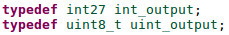 typedef int27 int_output;
typedef uint8_t uint_output;